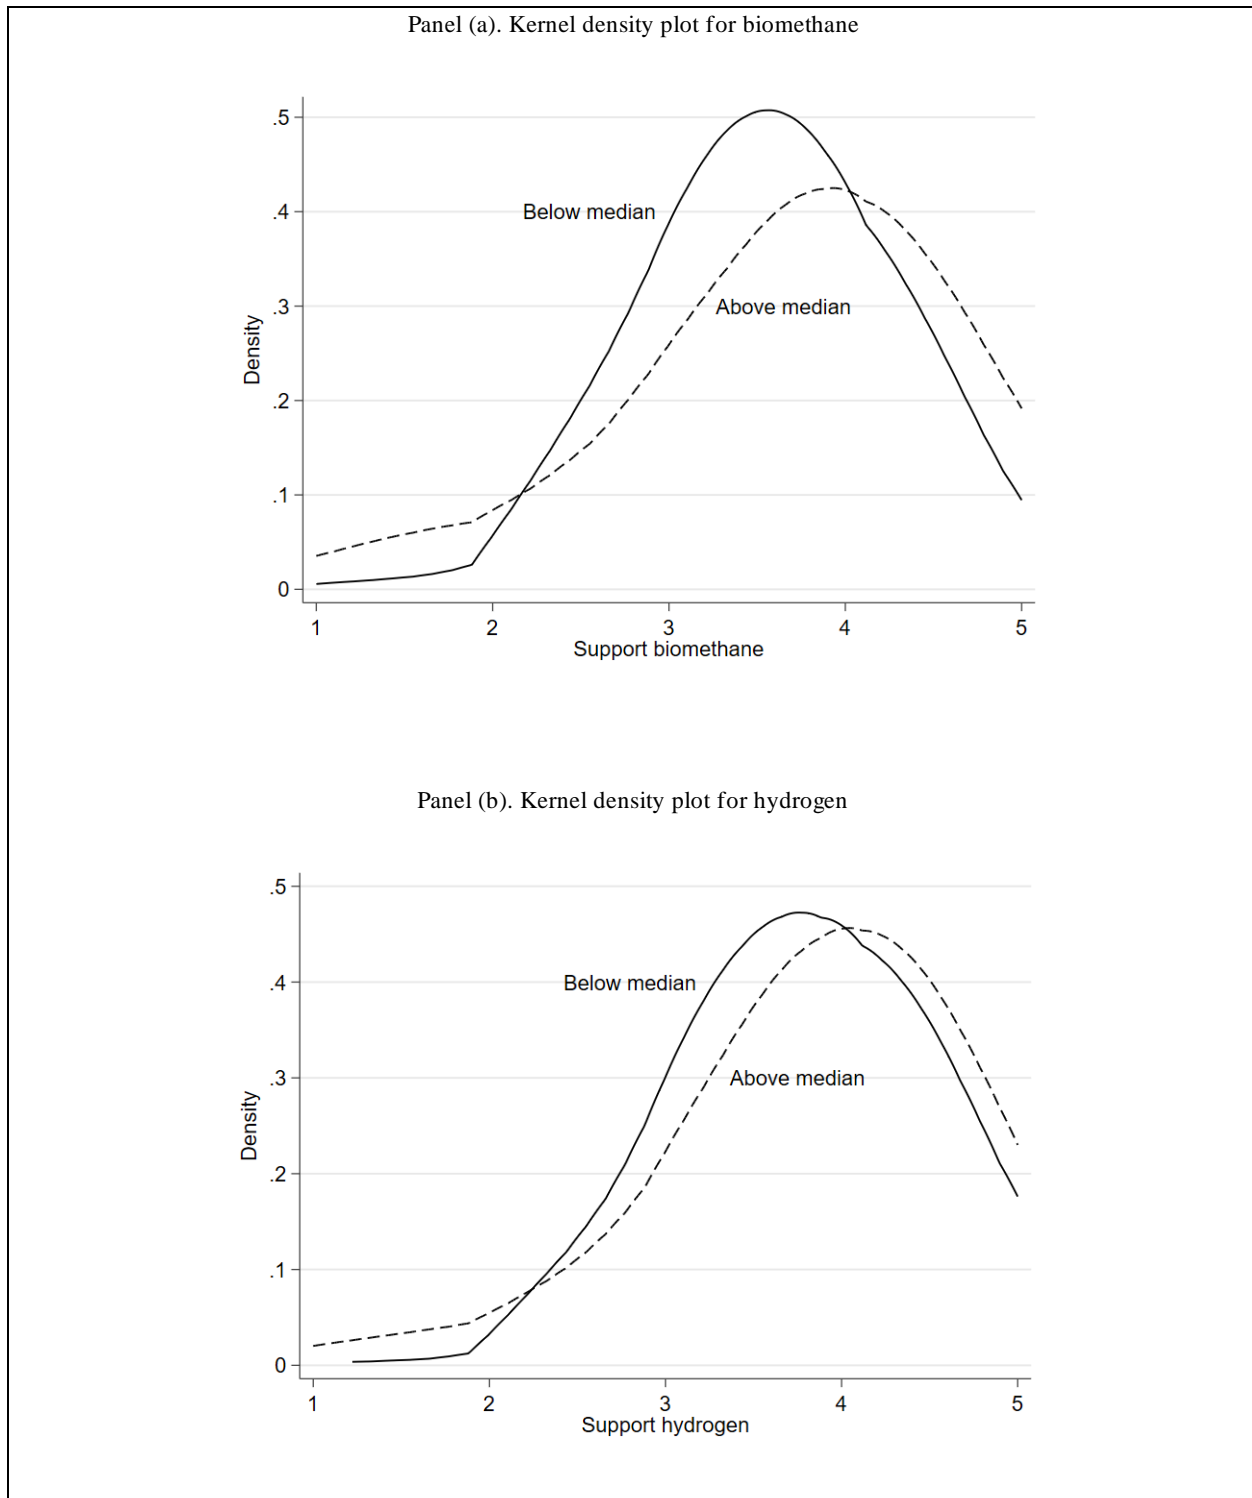 Panel (a). Kernel density plot for biomethane
.5
Below median
.4
Above median
.3
Density
.2
.1
0
1 2 3 4 5
Support biomethane
Panel (b). Kernel density plot for hydrogen
.5
Below median
.4
Above median
.3
Density
.2
.1
0
1 2 3 4 5
Support hydrogen